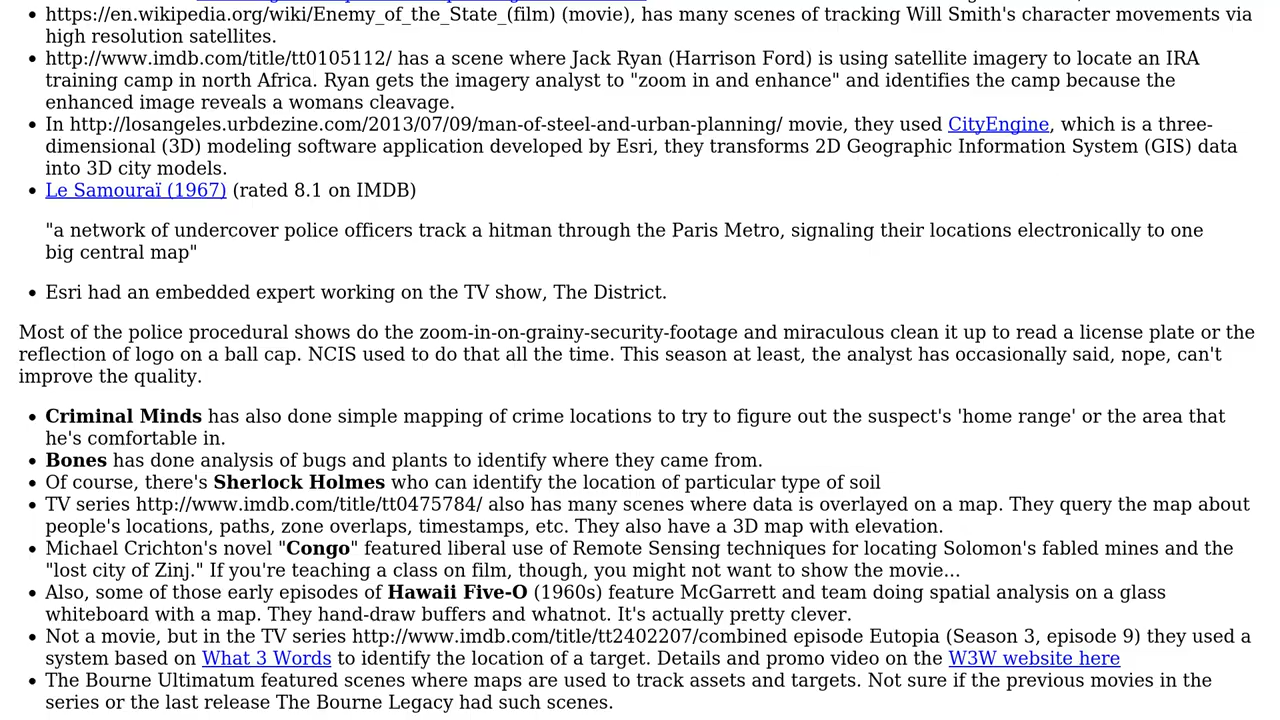 https://en.wikipedia.org/wiki/Enemy_of_the_State_(film) (movie), has many scenes of tracking Will Smith's character movements via
high resolution satellites.
http://www.imdb.com/title/tt0105112/ has a scene where Jack Ryan (Harrison Ford) is using satellite imagery to locate an IRA
training camp in north Africa. Ryan gets the imagery analyst to "zoom in and enhance" and identifies the camp because the
enhanced image reveals a womans cleavage.
In http://losangeles.urbdezine.com/2013/07/09/man-of-steel-and-urban-planning/ movie, they used CityEngine, which is a three-
dimensional (3D) modeling software application developed by Esri, they transforms 2D Geographic Information System (GIS) data
into 3D city models.
Le Samouraï (1967) (rated 8.1 on IMDB)
"a network of undercover police officers track a hitman through the Paris Metro, signaling their locations electronically to one
big central map"
Esri had an embedded expert working on the TV show, The District.
Most of the police procedural shows do the zoom-in-on-grainy-security-footage and miraculous clean it up to read a license plate or the
reflection of logo on a ball cap. NCIS used to do that all the time. This season at least, the analyst has occasionally said, nope, can't
improve the quality.
Criminal Minds has also done simple mapping of crime locations to try to figure out the suspect's 'home range' or the area that
he's comfortable in.
Bones has done analysis of bugs and plants to identify where they came from.
Of course, there's Sherlock Holmes who can identify the location of particular type of soil
TV series http://www.imdb.com/title/tt0475784/ also has many scenes where data is overlayed on a map. They query the map about
people's locations, paths, zone overlaps, timestamps, etc. They also have a 3D map with elevation.
Michael Crichton's novel "Congo" featured liberal use of Remote Sensing techniques for locating Solomon's fabled mines and the
"lost city of Zinj." If you're teaching a class on film, though, you might not want to show the movie...
Also, some of those early episodes of Hawaii Five-O (1960s) feature McGarrett and team doing spatial analysis on a glass
whiteboard with a map. They hand-draw buffers and whatnot. It's actually pretty clever.
Not a movie, but in the TV series http://www.imdb.com/title/tt2402207/combined episode Eutopia (Season 3, episode 9) they used a
system based on What 3 Words to identify the location of a target. Details and promo video on the W3W website here
The Bourne Ultimatum featured scenes where maps are used to track assets and targets. Not sure if the previous movies in the
series or the last release The Bourne Legacy had such scenes.